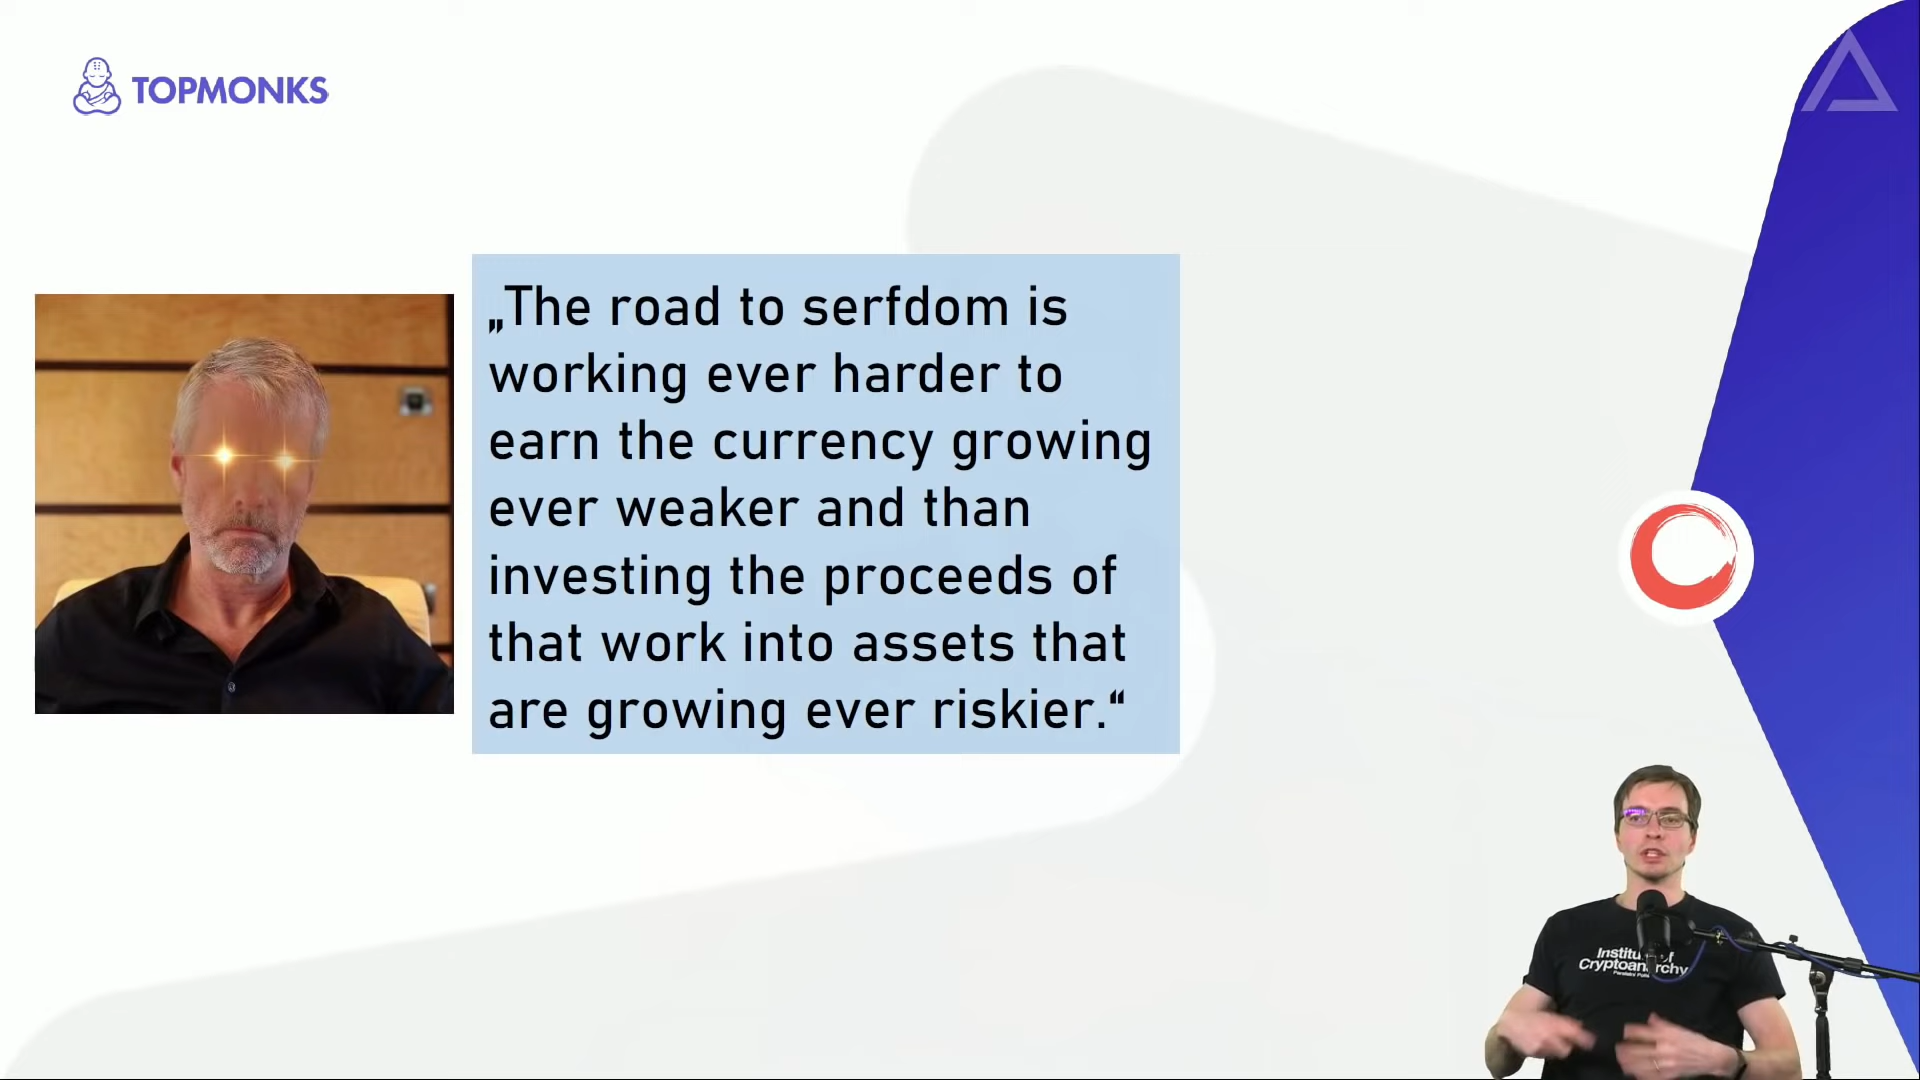 TOPMONKS
„The road to serfdom is
working ever harder to
earn the currency growing
ever weaker and than
investing the proceeds of
that work into assets that
are growing ever riskier.“
Cryptoanarchy